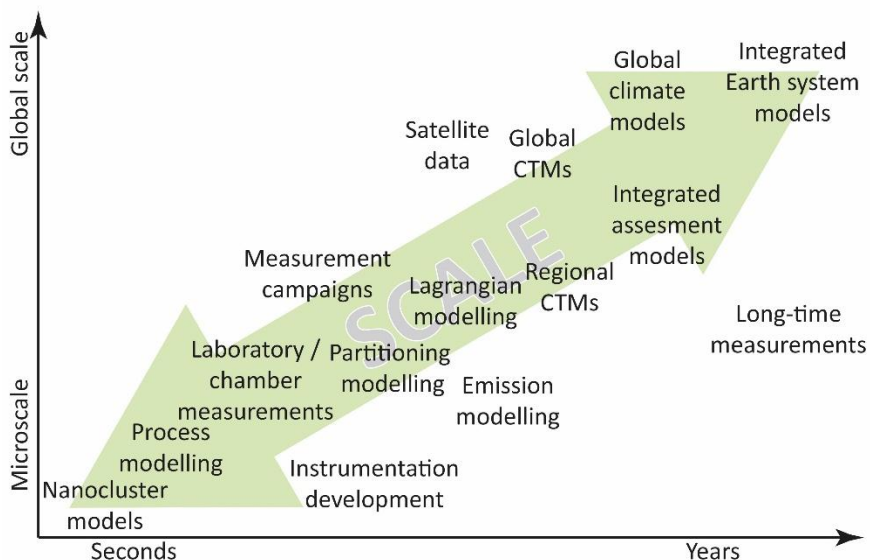 Global scale
Microscale
Global
climate
models
Integrated
Earth system
models
Satellite
data
Global
CTMs
Integrated
assesment
models
Measurement
campaigns
SCALE
Lagrangian
modelling
Regional
CTMs
Long-time
measurements
Laboratory /
chamber
measurements
Partitioning
modelling
Emission
modelling
Process
modelling
Instrumentation
development
Nanocluster
models
Seconds
Years